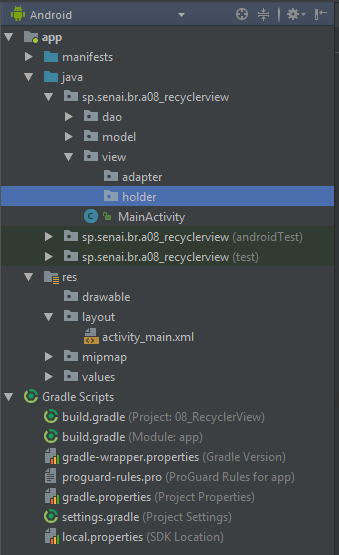 Android
app
manifests
java
sp.senai.br.a08_recyclerview
dao
model
view
adapter
holder
C MainActivity
sp.senai.br.a08_recyclerview (androidTest)
sp.senai.br.a08_recyclerview (test)
res
drawable
layout
activity_main.xml
mipmap
values
Gradle Scripts
build.gradle (Project: 08_RecyclerView)
build.gradle (Module: app)
gradle-wrapper.properties (Gradle Version)
proguard-rules.pro (ProGuard Rules for app)
gradle.properties (Project Properties)
settings.gradle (Project Settings)
local.properties (SDK Location)